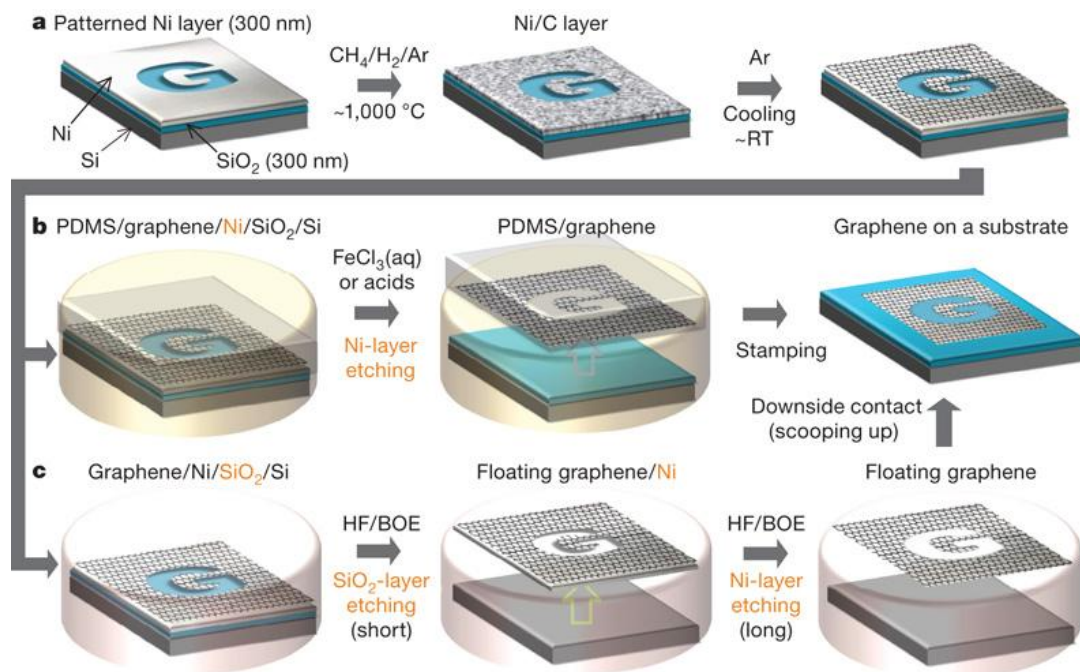 a Patterned Ni layer (300 nm)
Ni/C layer
CH₄/H₂/Ar
~1,000 °C
Ar
Cooling
~RT
Ni
Si
SiO₂ (300 nm)
b PDMS/graphene/Ni/SiO₂/Si
PDMS/graphene
Graphene on a substrate
FeCl₃(aq)
or acids
Ni-layer
etching
Stamping
Downside contact
(scooping up)
c Graphene/Ni/SiO₂/Si
Floating graphene/Ni
Floating graphene
HF/BOE
SiO₂-layer
etching
(short)
HF/BOE
Ni-layer
etching
(long)